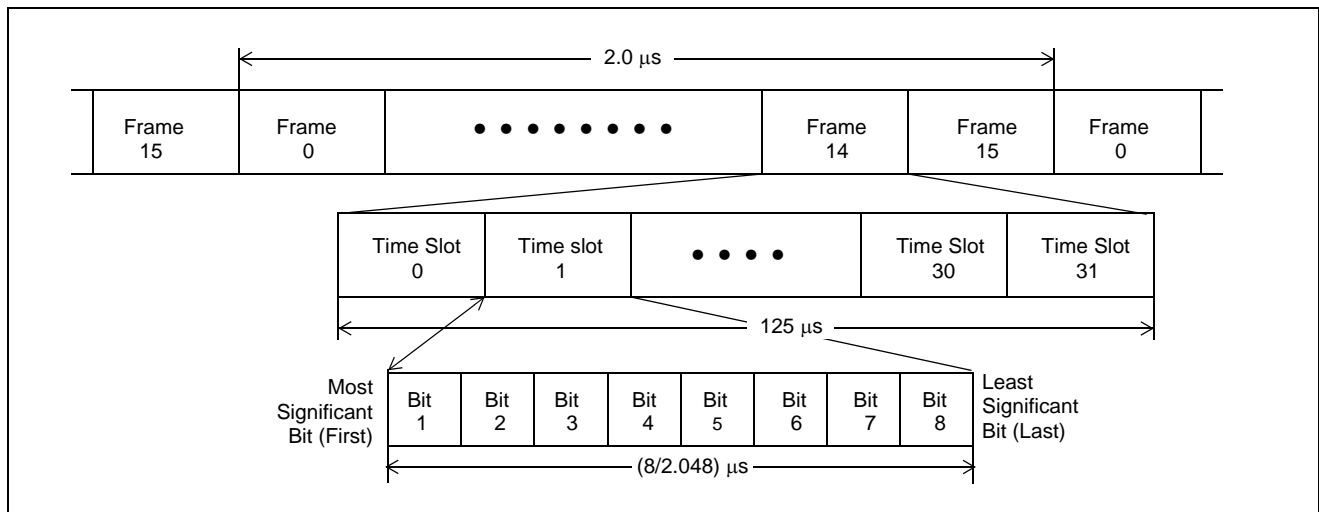 2.0 μs
Frame 15
Frame 0
Frame 14
Frame 15
Frame 0
Time Slot 0
Time slot 1
Time Slot 30
Time Slot 31
125 μs
Most
Significant
Bit (First)
Bit 1
Bit 2
Bit 3
Bit 4
Bit 5
Bit 6
Bit 7
Bit 8
Least
Significant
Bit (Last)
(8/2.048) μs